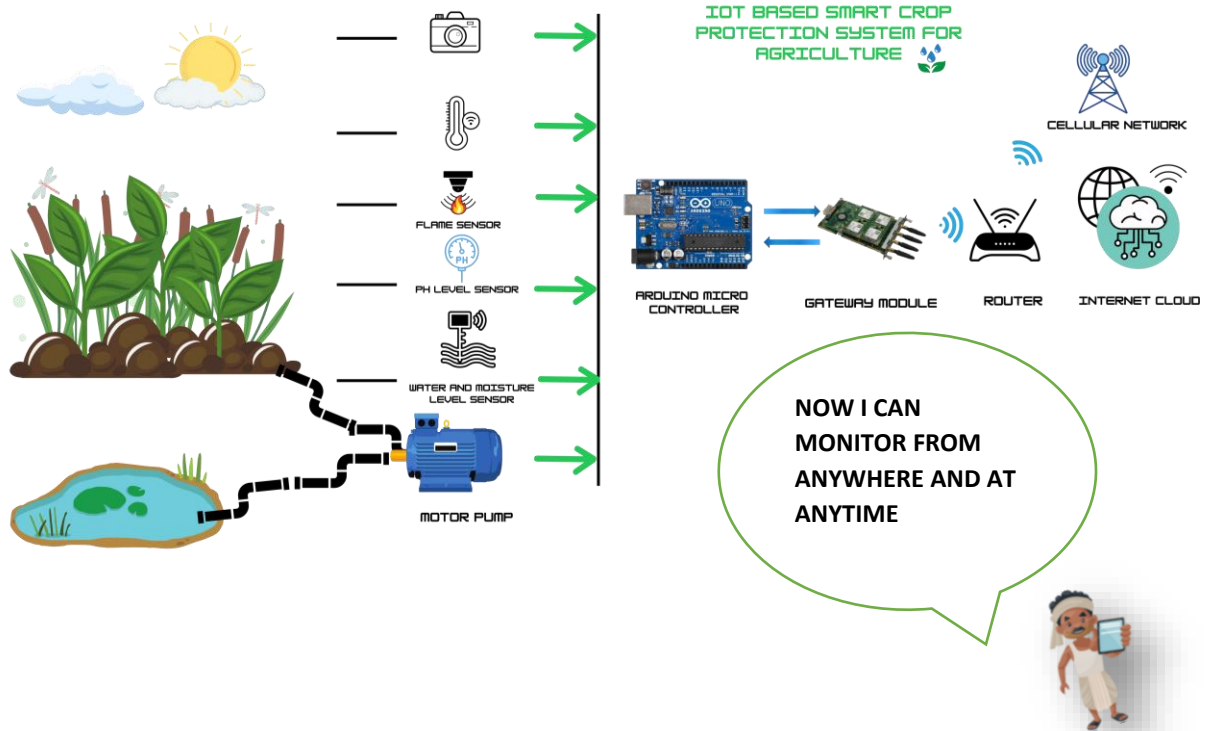 IOT BASED SMART CROP
PROTECTION SYSTEM FOR
AGRICULTURE
CELLULAR NETWORK
FLAME SENSOR
PH
PH LEVEL SENSOR
WATER AND MOISTURE
LEVEL SENSOR
MOTOR PUMP
UNO
ARDUINO
ARDUINO MICRO
CONTROLLER
GATEWAY MODULE
ROUTER
INTERNET CLOUD
NOW I CAN
MONITOR FROM
ANYWHERE AND AT
ANYTIME